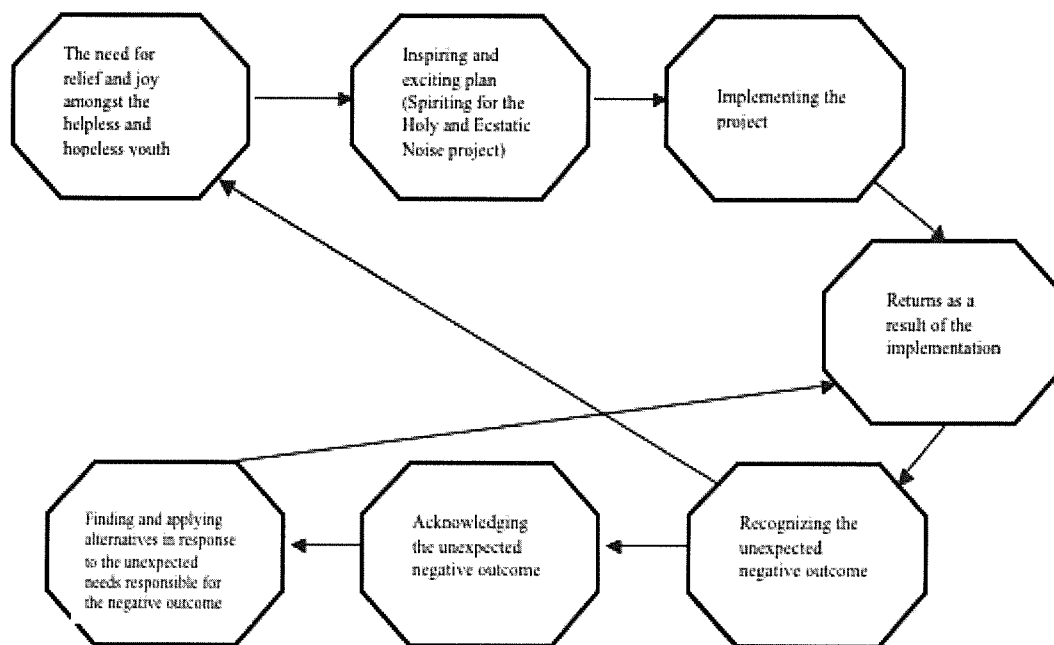 The need for
relief and joy
amongst the
helpless and
hopeless youth
Inspiring and
exciting plan
(Spiriting for the
Holy and Ecstatic
Noise project)
Implementing the
project
Returns as a
result of the
implementation
Recognizing the
unexpected
negative outcome
Acknowledging
the unexpected
negative outcome
Finding and applying
alternatives in response
to the unexpected
needs responsible for
the negative outcome